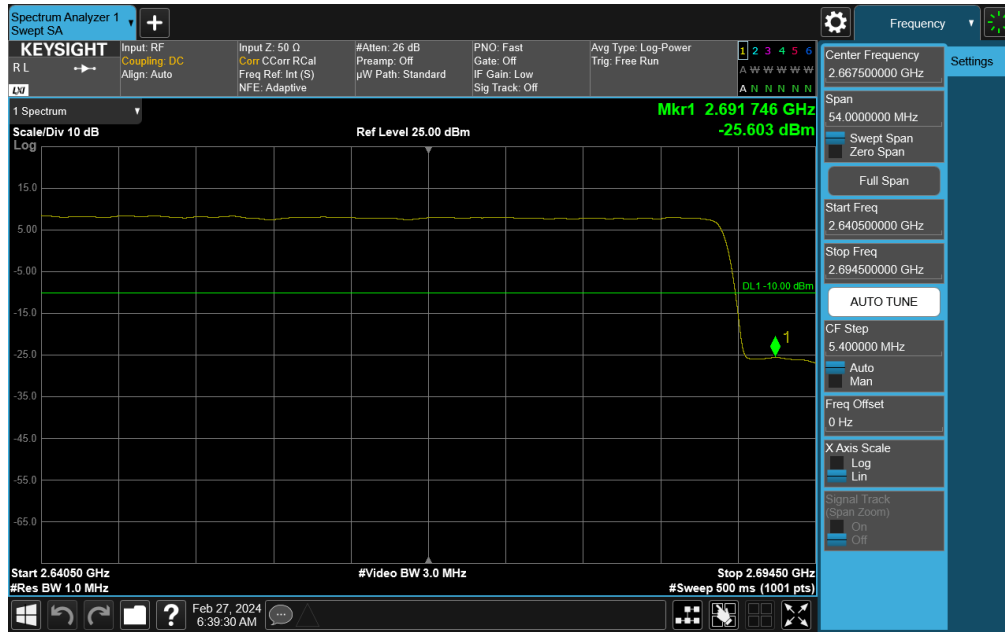 Spectrum Analyzer 1
Swept SA
Frequency
KEYSIGHT
R L
LXI
Input: RF
Coupling: DC
Align: Auto
Input Z: 50 Ω
Corr CCorr RCal
Freq Ref: Int (S)
NFE: Adaptive
#Atten: 26 dB
Preamp: Off
µW Path: Standard
PNO: Fast
Gate: Off
IF Gain: Low
Sig Track: Off
Avg Type: Log-Power
Trig: Free Run
1 2 3 4 5 6
A W W W W W
A N N N N N
1 Spectrum
Scale/Div 10 dB
Log
Ref Level 25.00 dBm
Mkr1 2.691 746 GHz
-25.603 dBm
15.0
5.00
-5.00
-15.0
-25.0
-35.0
-45.0
-55.0
-65.0
DL1 -10.00 dBm
1
Start 2.64050 GHz
#Res BW 1.0 MHz
#Video BW 3.0 MHz
Stop 2.69450 GHz
#Sweep 500 ms (1001 pts)
Center Frequency
2.667500000 GHz
Span
54.0000000 MHz
Swept Span
Zero Span
Full Span
Start Freq
2.640500000 GHz
Stop Freq
2.694500000 GHz
AUTO TUNE
CF Step
5.400000 MHz
Auto
Man
Freq Offset
0 Hz
X Axis Scale
Log
Lin
Signal Track
(Span Zoom)
On
Off
Settings
?
Feb 27, 2024
6:39:30 AM